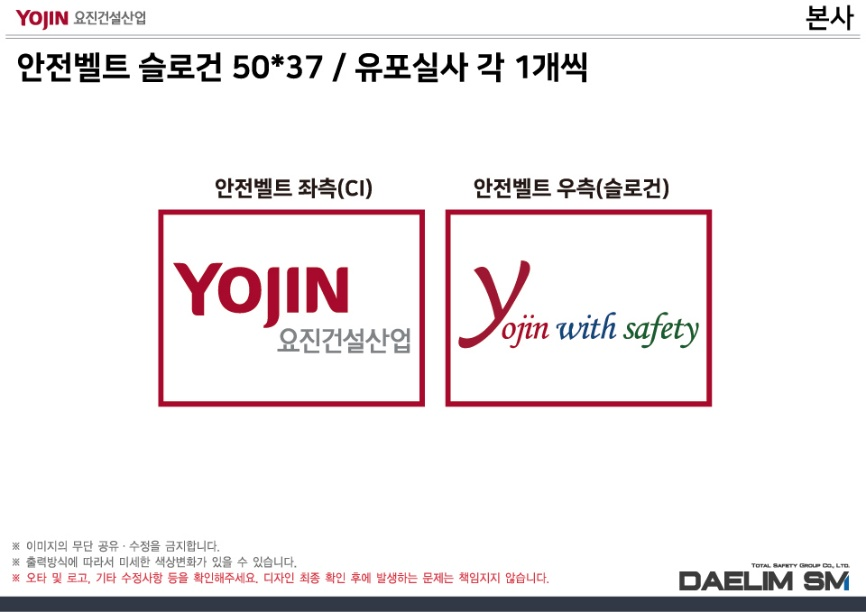 YOJIN 요진건설산업
본사
안전벨트 슬로건 50*37 / 유포실사 각 1개씩
안전벨트 좌측(CI)
안전벨트 우측(슬로건)
YOJIN
요진건설산업
yojin with safety
※ 이미지의 무단 공유 · 수정을 금지합니다.
※ 출력방식에 따라서 미세한 색상변화가 있을 수 있습니다.
※ 오타 및 로고, 기타 수정사항 등을 확인해주세요. 디자인 최종 확인 후에 발생하는 문제는 책임지지 않습니다.
TOTAL SAFETY GROUP CO., LTD.
DAELIM SM